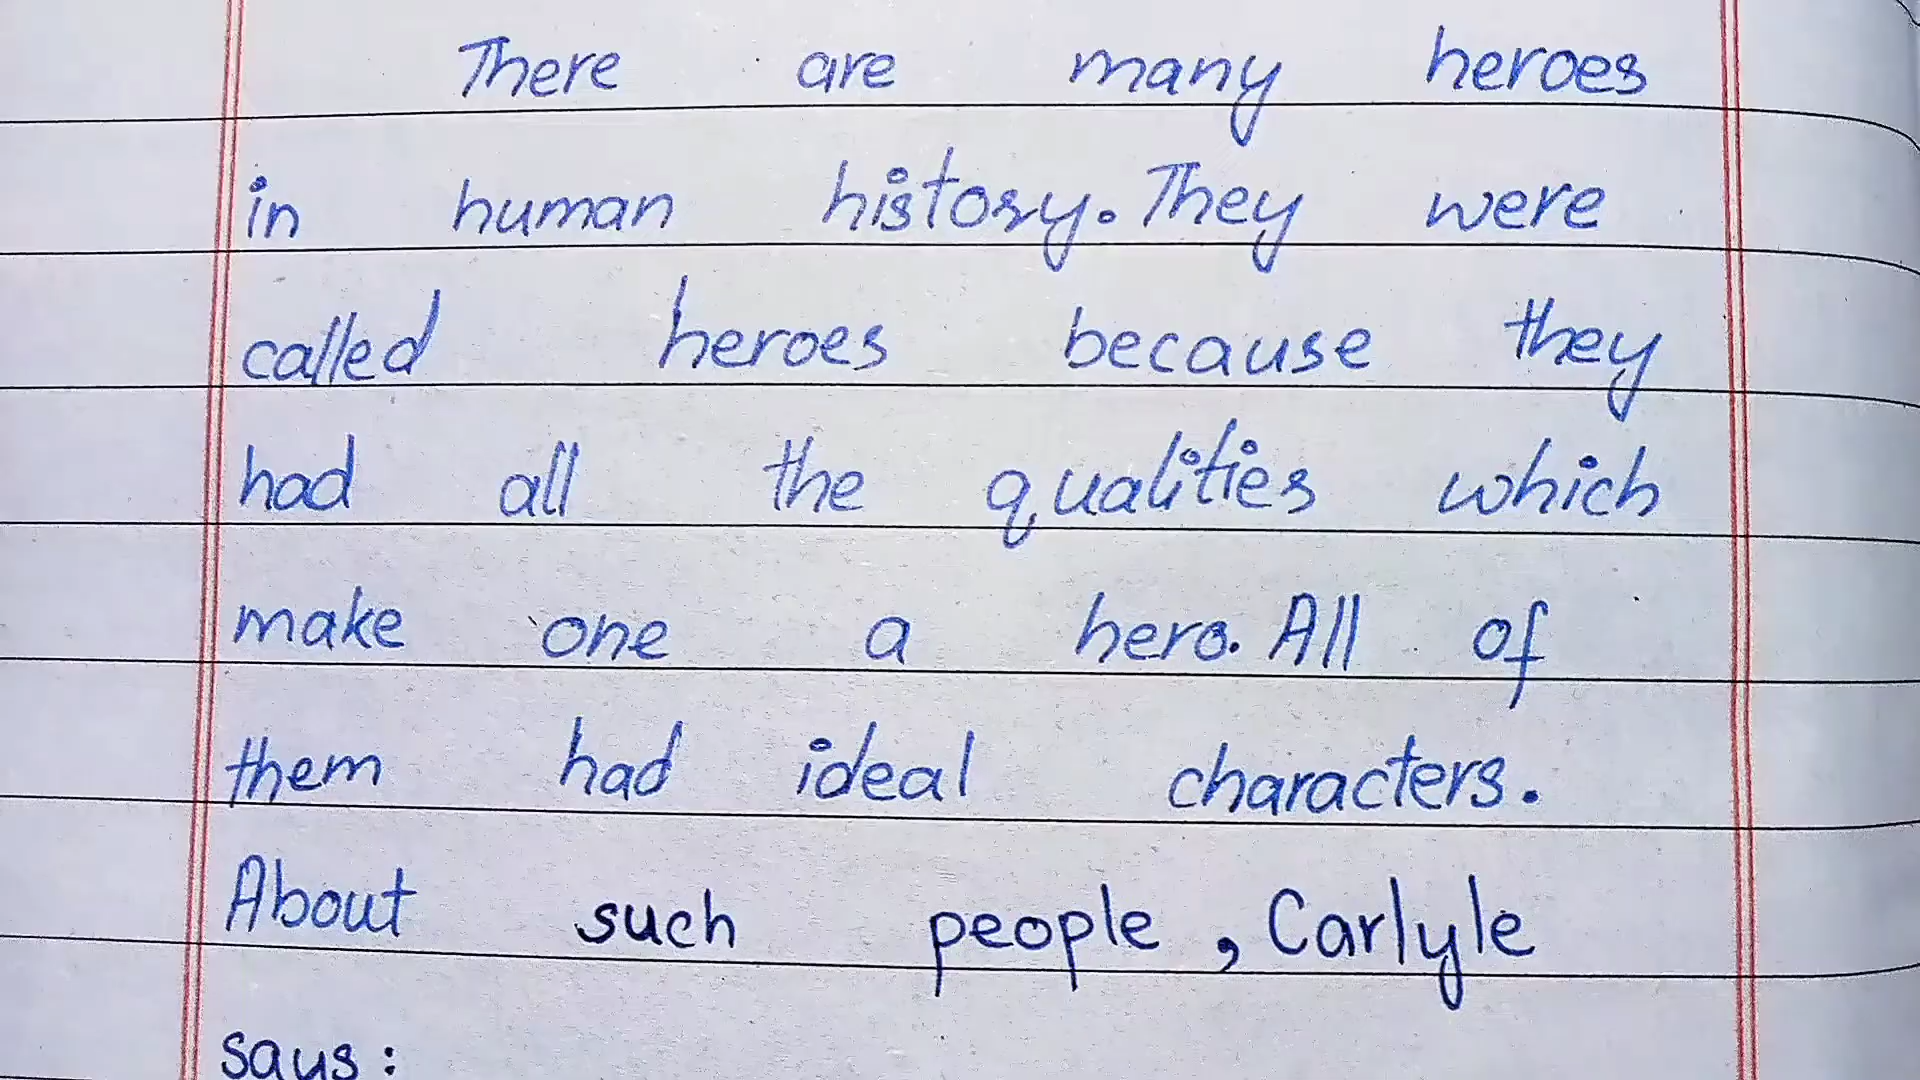 There are many heroes
in human history. They were
called heroes because they
had all the qualities which
make one a hero. All of
them had ideal characters.
About such people, Carlyle
says: